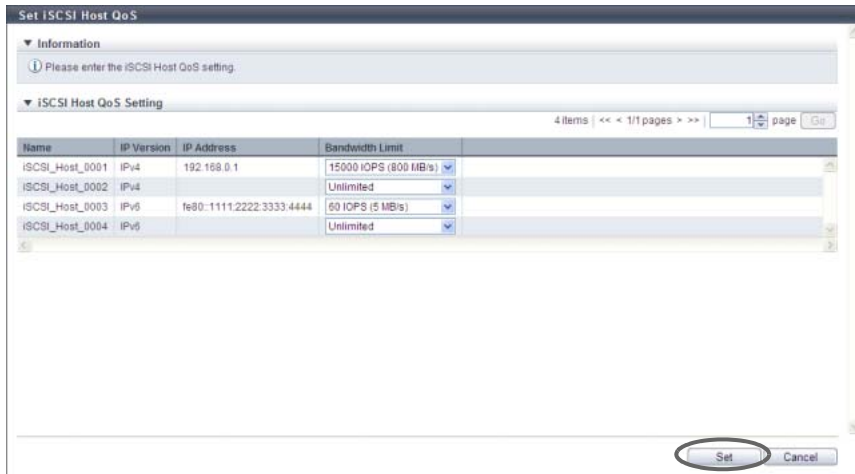 Set iSCSI Host QoS
▼ Information
Please enter the iSCSI Host QoS setting.
▼ iSCSI Host QoS Setting
4 items | << < 1/1 pages > >> | 1 page Go
Name IP Version IP Address Bandwidth Limit
iSCSI_Host_0001 IPv4 192.168.0.1 15000 IOPS (800 MB/s)
iSCSI_Host_0002 IPv4 Unlimited
iSCSI_Host_0003 IPv6 fe80::1111:2222:3333:4444 60 IOPS (5 MB/s)
iSCSI_Host_0004 IPv6 Unlimited
Set Cancel